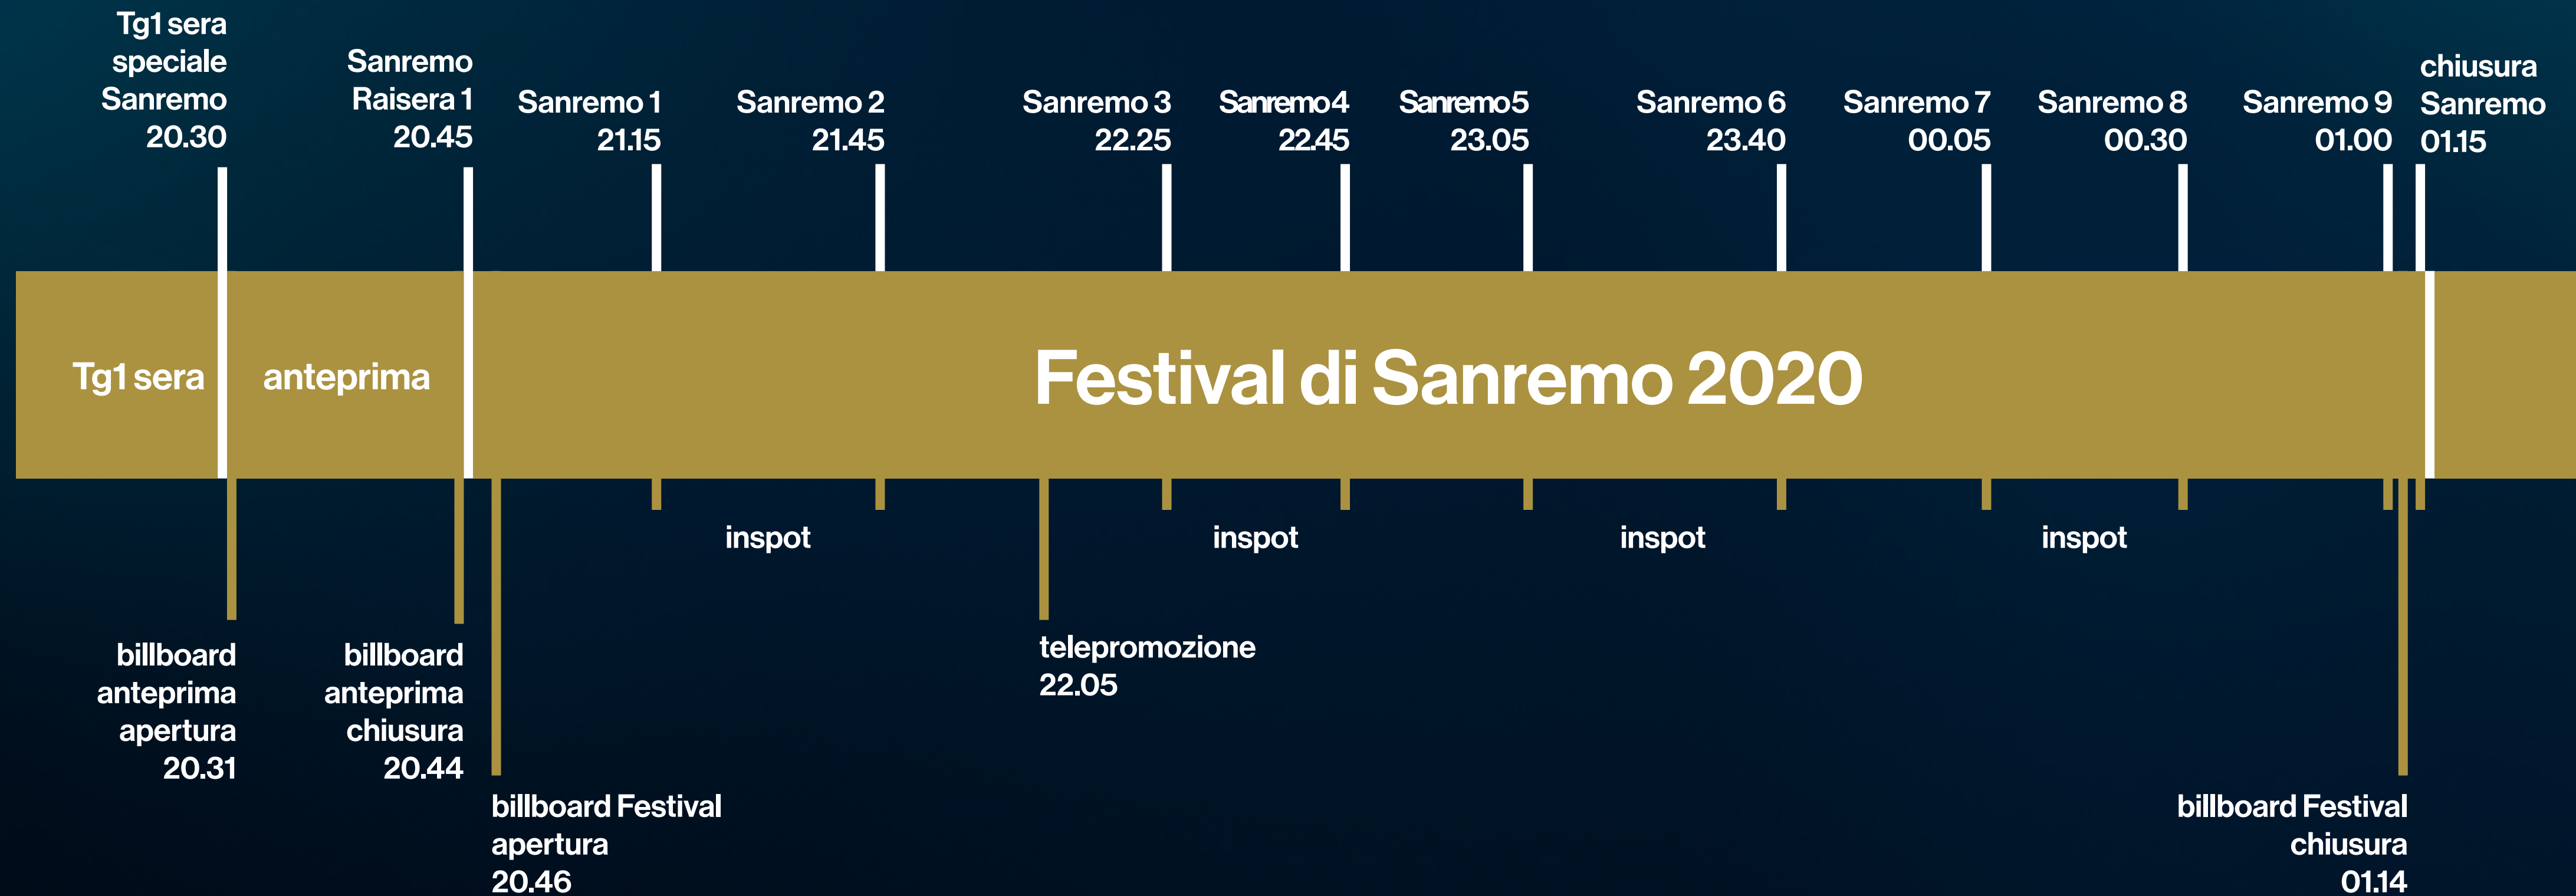 Tg1 sera
speciale
Sanremo
20.30
Sanremo
Raisera 1
20.45
Sanremo 1
21.15
Sanremo 2
21.45
Sanremo 3
22.25
Sanremo 4
22.45
Sanremo 5
23.05
Sanremo 6
23.40
Sanremo 7
00.05
Sanremo 8
00.30
Sanremo 9
01.00
chiusura
Sanremo
01.15
Tg1 sera
anteprima
Festival di Sanremo 2020
inspot
inspot
inspot
inspot
billboard
anteprima
apertura
20.31
billboard
anteprima
chiusura
20.44
billboard Festival
apertura
20.46
telepromozione
22.05
billboard Festival
chiusura
01.14